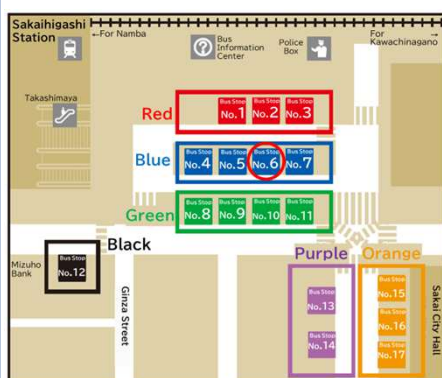 Sakaihigashi
Station
←For Namba
Bus
Information
Center
Police
Box
For →
Kawachinagano
Takashimaya
Red
Bus Stop
No.1
Bus Stop
No.2
Bus Stop
No.3
Blue
Bus Stop
No.4
Bus Stop
No.5
Bus Stop
No.6
Bus Stop
No.7
Green
Bus Stop
No.8
Bus Stop
No.9
Bus Stop
No.10
Bus Stop
No.11
Black
Mizuho
Bank
Bus Stop
No.12
Ginza Street
Purple
Bus Stop
No.13
Bus Stop
No.14
Orange
Bus Stop
No.15
Bus Stop
No.16
Bus Stop
No.17
Sakai City Hall